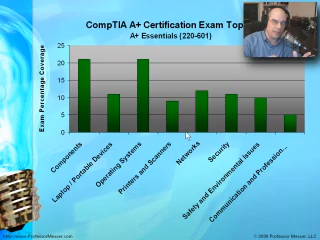 CompTIA A+ Certification Exam Top
A+ Essentials (220-601)
Exam Percentage Coverage
25
20
15
10
5
0
Components
Laptop / Portable Devices
Operating Systems
Printers and Scanners
Networks
Security
Safety and Environmental Issues
Communication and Profession...
http://www.ProfessorMesser.com
© 2008 Professor Messer, LLC